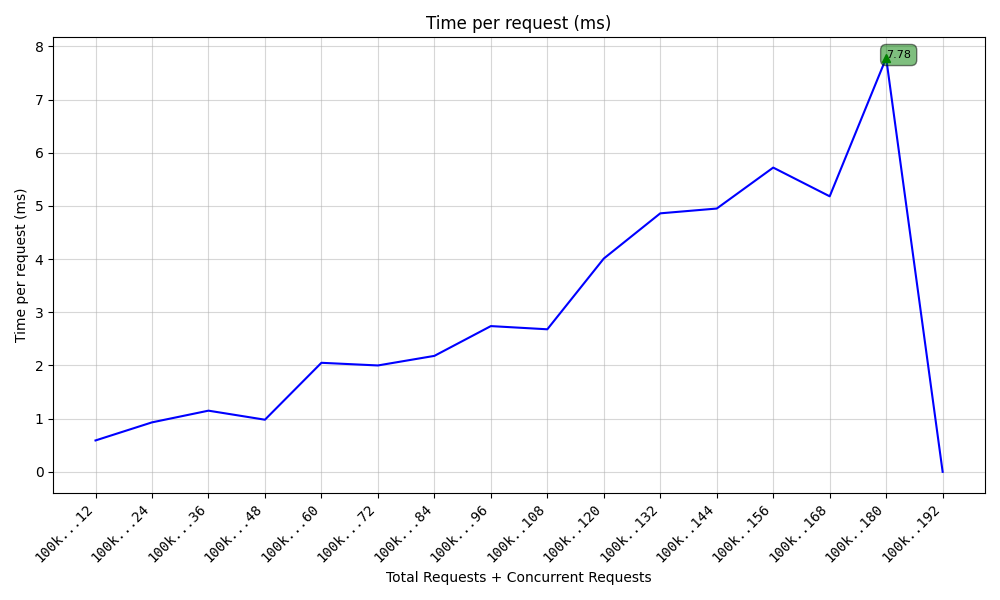 Time per request (ms)
Time per request (ms)
8
7
6
5
4
3
2
1
0
7.78
100k...12
100k...24
100k...36
100k...48
100k...60
100k...72
100k...84
100k...96
100k..108
100k..120
100k..132
100k..144
100k..156
100k..168
100k..180
100k..192
Total Requests + Concurrent Requests